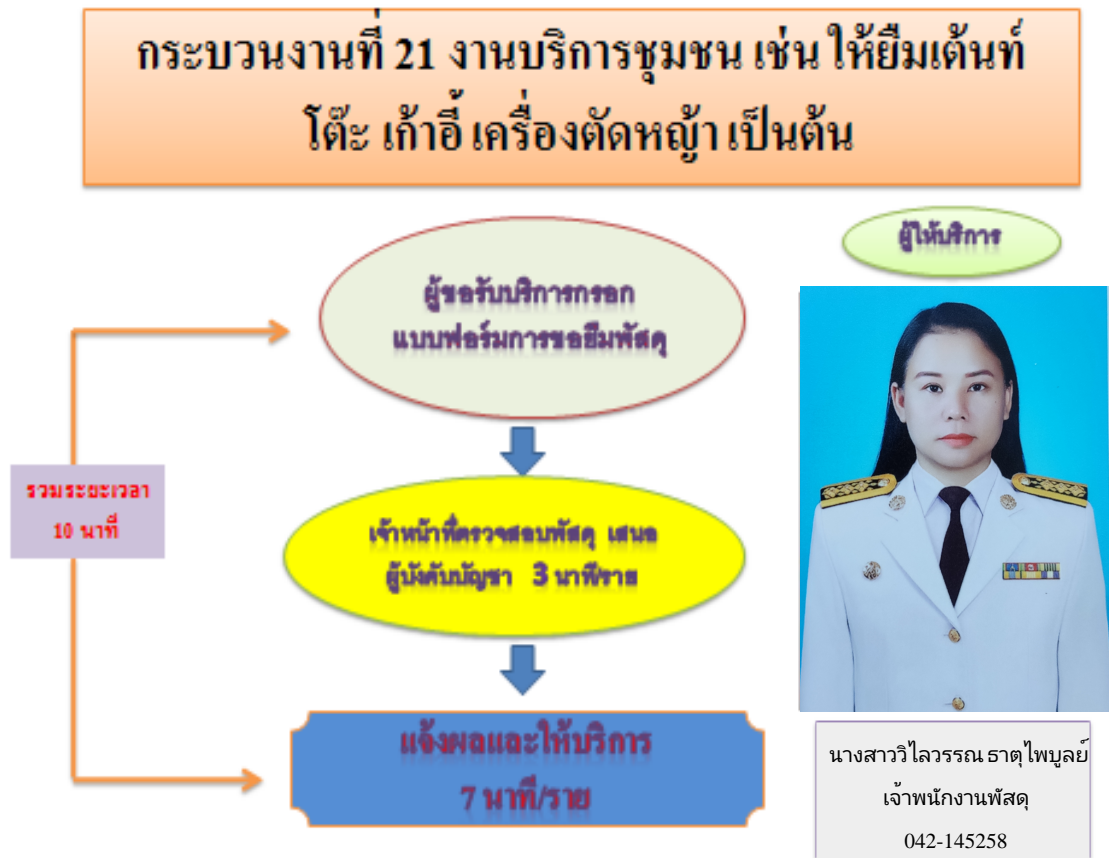 กระบวนงานที่ 21 งานบริการชุมชน เช่น ให้ยืมเต้นท์
โต๊ะ เก้าอี้ เครื่องตัดหญ้า เป็นต้น
ผู้ให้บริการ
ผู้ขอรับบริการกรอก
แบบฟอร์มการขอยืมพัสดุ
รวมระยะเวลา
10 นาที
เจ้าหน้าที่ตรวจสอบพัสดุ เสนอ
ผู้บังคับบัญชา 3 นาที/ราย
แจ้งผลและให้บริการ
7 นาที/ราย
นางสาววิไลวรรณ ธาตุไพบูลย์
เจ้าพนักงานพัสดุ
042-145258